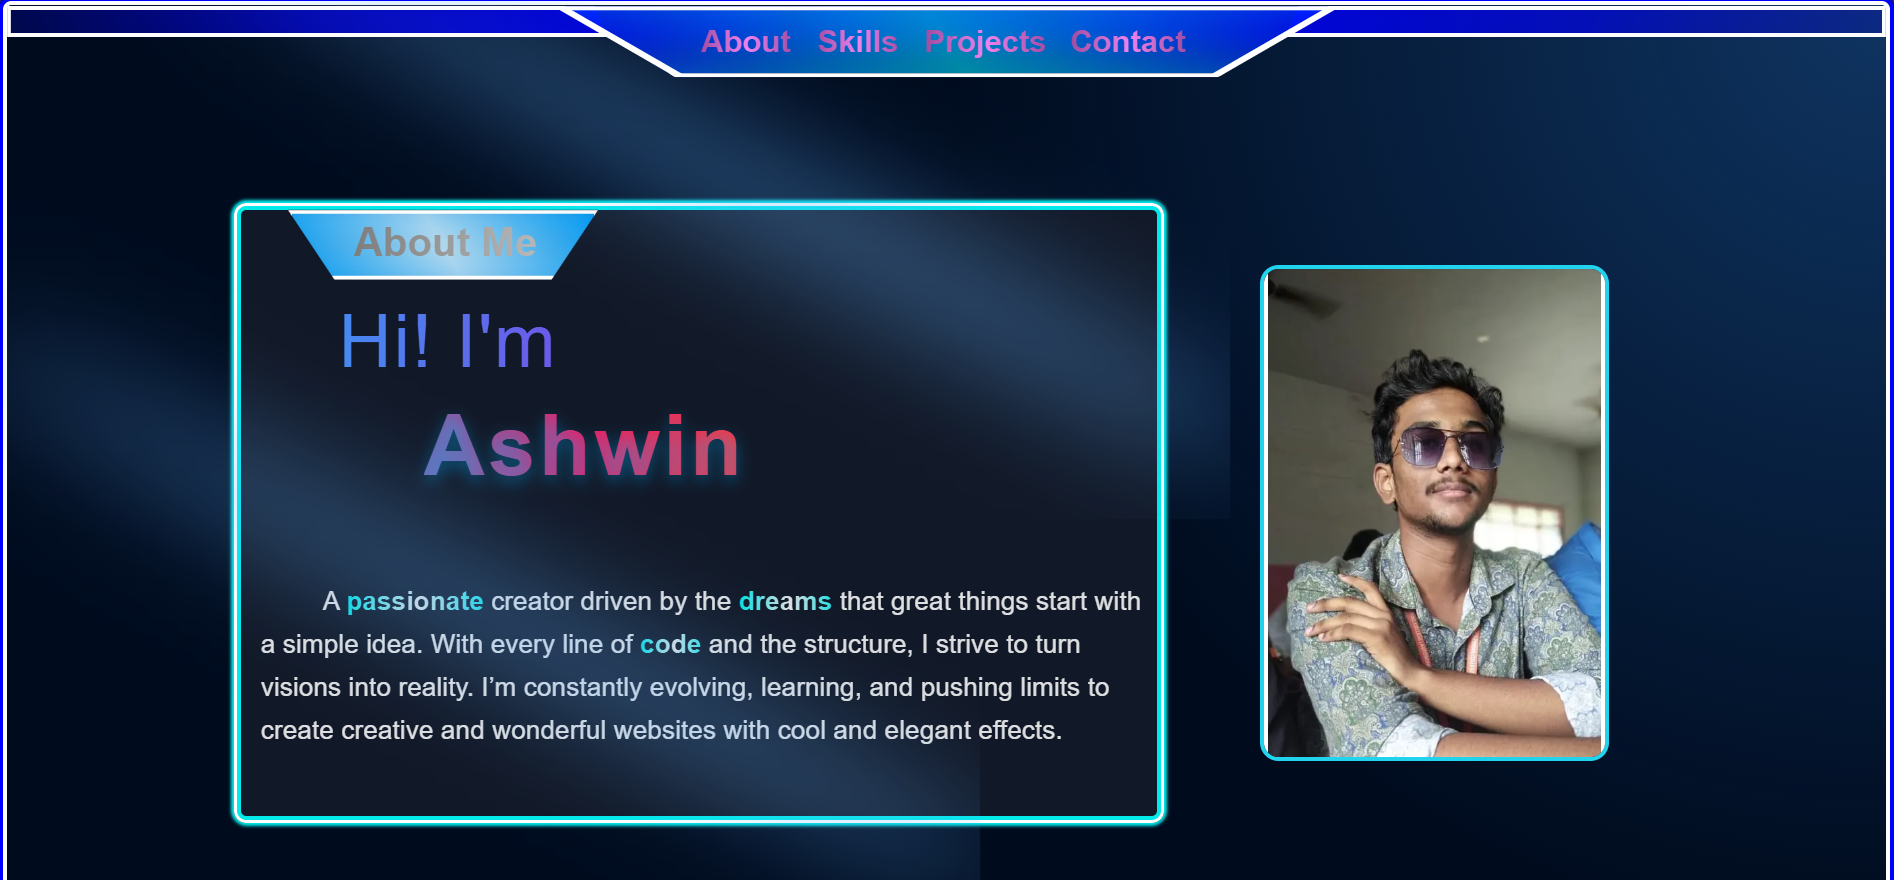 About Skills Projects Contact
About Me
Hi! I'm
Ashwin
A passionate creator driven by the dreams that great things start with
a simple idea. With every line of code and the structure, I strive to turn
visions into reality. I’m constantly evolving, learning, and pushing limits to
create creative and wonderful websites with cool and elegant effects.